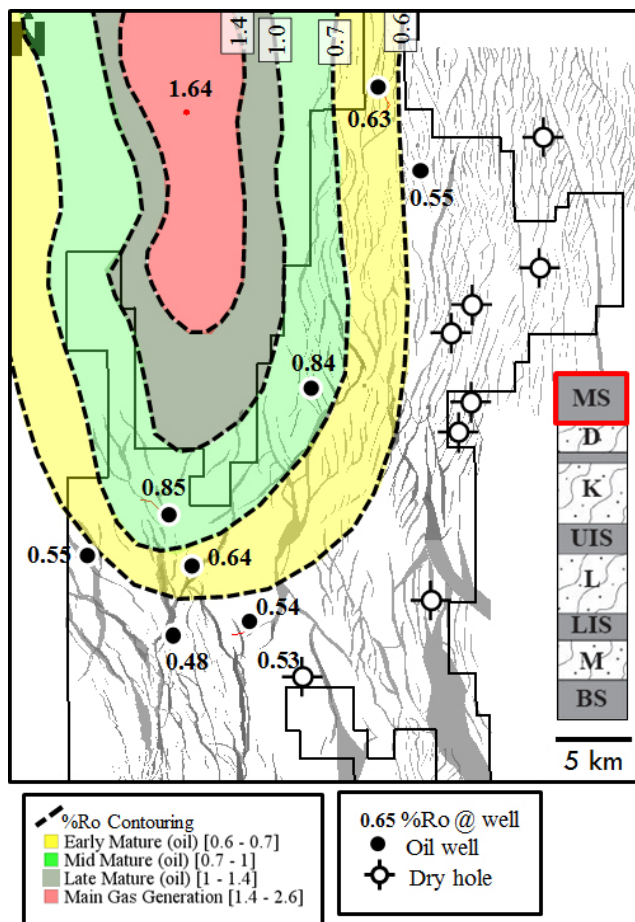 N
1.4
1.0
0.7
0.6
1.64
0.63
0.55
0.84
0.85
0.55
0.64
0.54
0.48
0.53
MS
D
K
UIS
L
LIS
M
BS
5 km
%Ro Contouring
Early Mature (oil) [0.6 - 0.7]
Mid Mature (oil) [0.7 - 1]
Late Mature (oil) [1 - 1.4]
Main Gas Generation [1.4 - 2.6]
0.65 %Ro @ well
Oil well
Dry hole